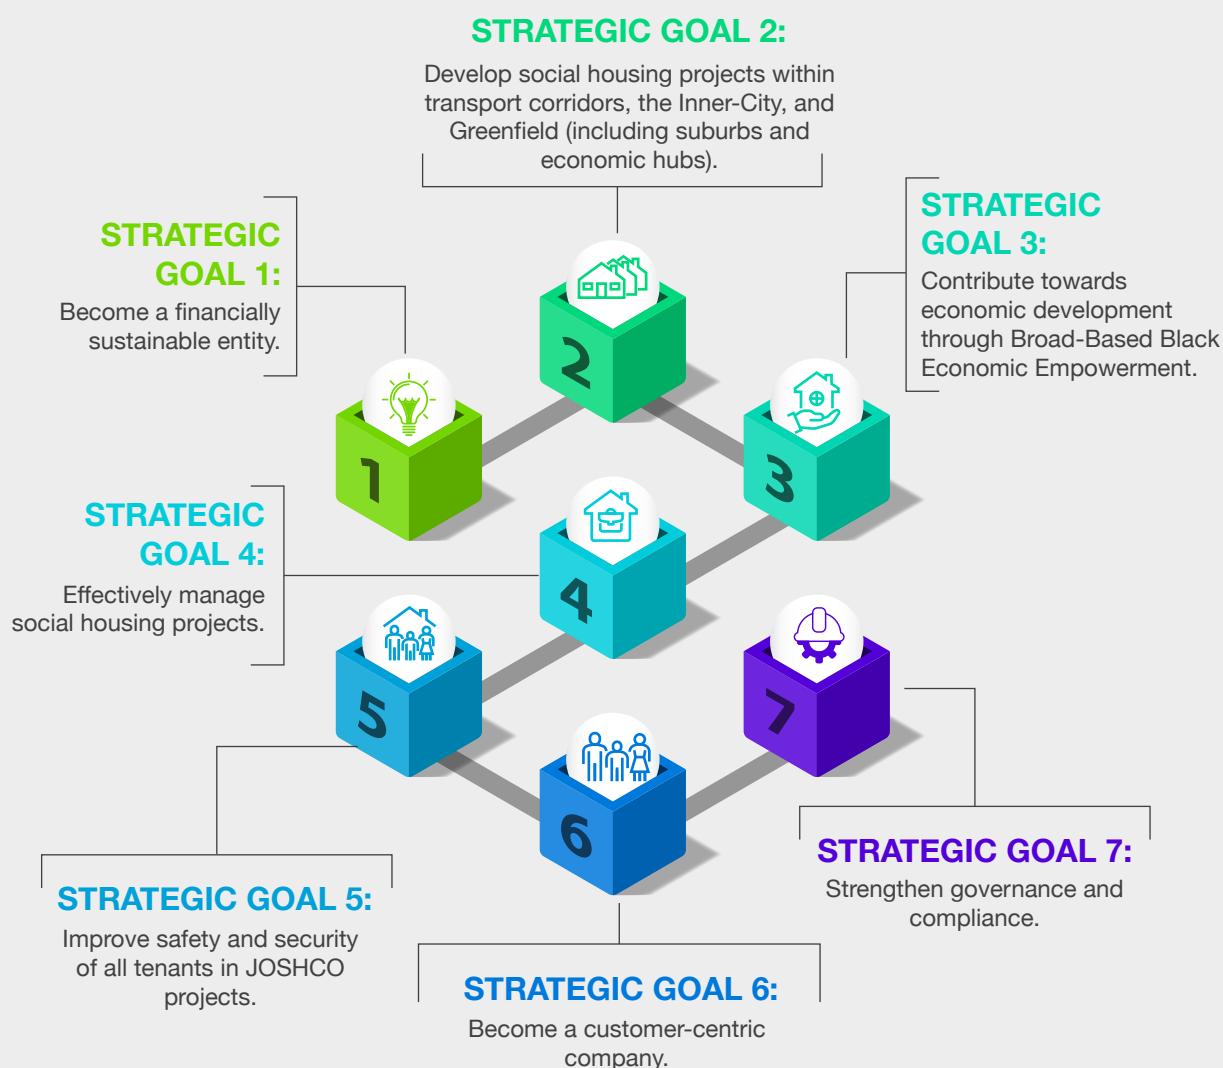 STRATEGIC GOAL 2:
Develop social housing projects within
transport corridors, the Inner-City, and
Greenfield (including suburbs and
economic hubs).
STRATEGIC
GOAL 1:
Become a financially
sustainable entity.
STRATEGIC
GOAL 3:
Contribute towards
economic development
through Broad-Based Black
Economic Empowerment.
2
1
3
STRATEGIC
GOAL 4:
Effectively manage
social housing projects.
4
5
7
6
STRATEGIC GOAL 5:
Improve safety and security
of all tenants in JOSHCO
projects.
STRATEGIC GOAL 6:
Become a customer-centric
company.
STRATEGIC GOAL 7:
Strengthen governance and
compliance.